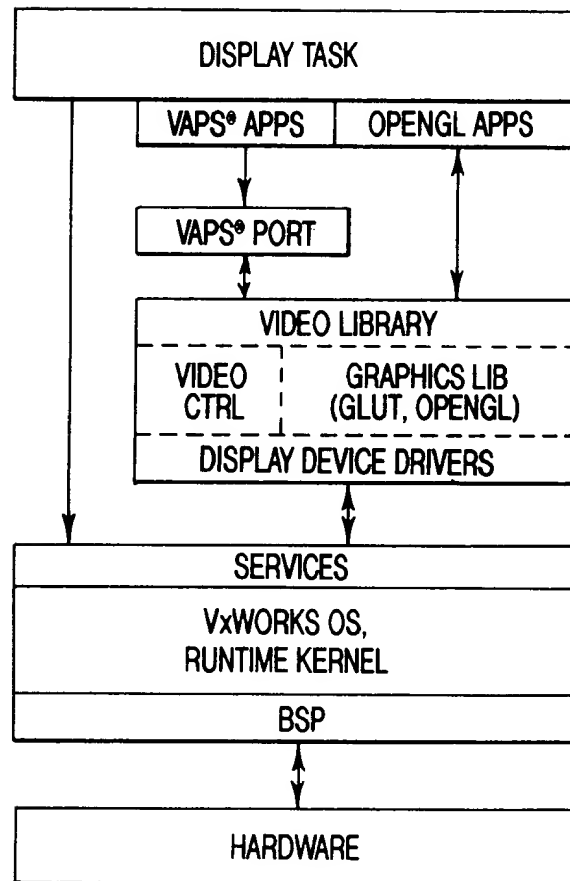 DISPLAY TASK
VAPS® APPS
OPENGL APPS
VAPS® PORT
VIDEO LIBRARY
VIDEO
CTRL
GRAPHICS LIB
(GLUT, OPENGL)
DISPLAY DEVICE DRIVERS
SERVICES
VxWORKS OS,
RUNTIME KERNEL
BSP
HARDWARE